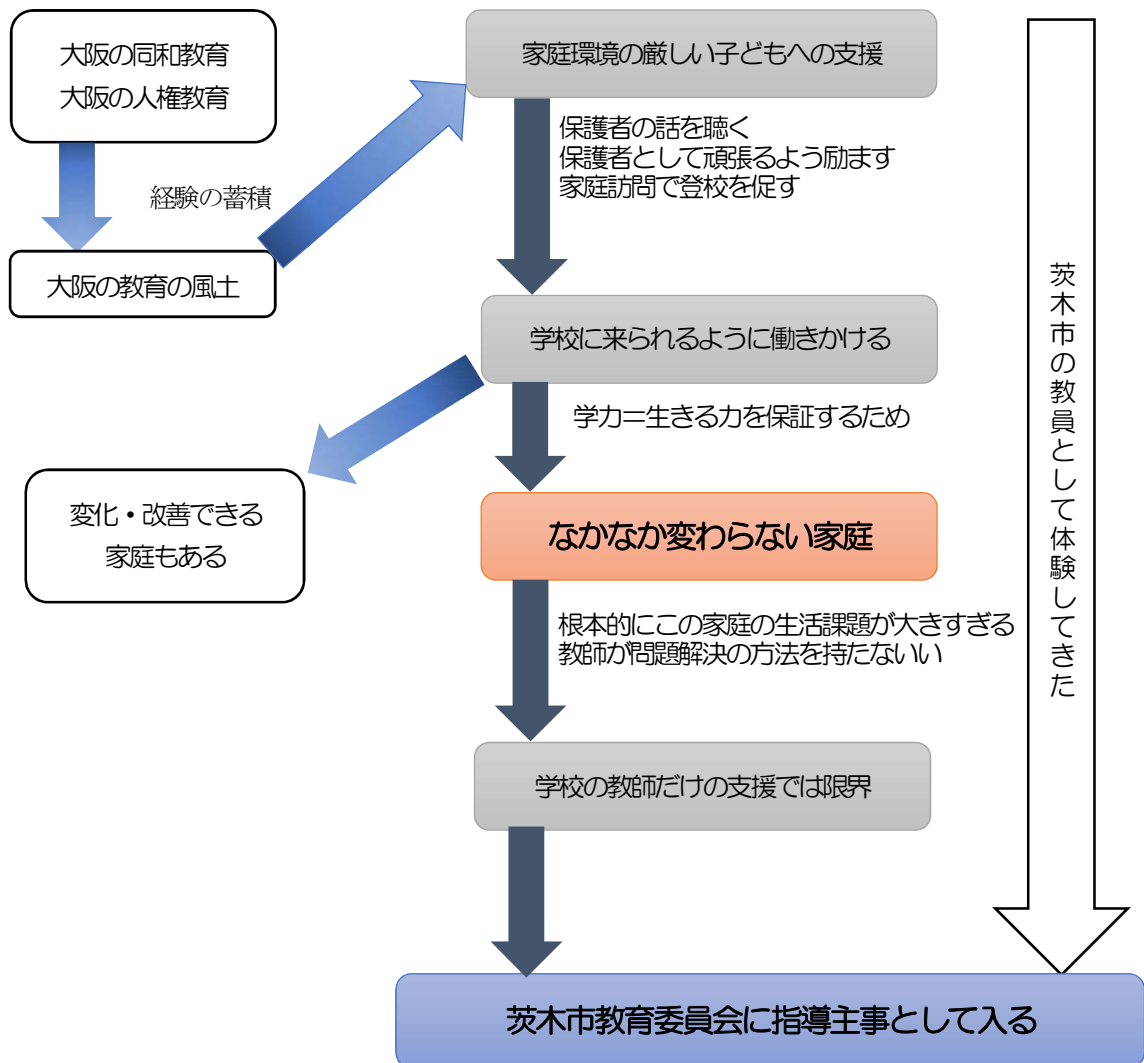 大阪の同和教育
大阪の人権教育
経験の蓄積
大阪の教育の風土
家庭環境の厳しい子どもへの支援
保護者の話を聴く
保護者として頑張るよう励ます
家庭訪問で登校を促す
学校に来られるように働きかける
学力＝生きる力を保証するため
変化・改善できる
家庭もある
なかなか変わらない家庭
根本的にこの家庭の生活課題が大きすぎる
教師が問題解決の方法を持たないい
学校の教師だけの支援では限界
茨木市の教員として体験してきた
茨木市教育委員会に指導主事として入る